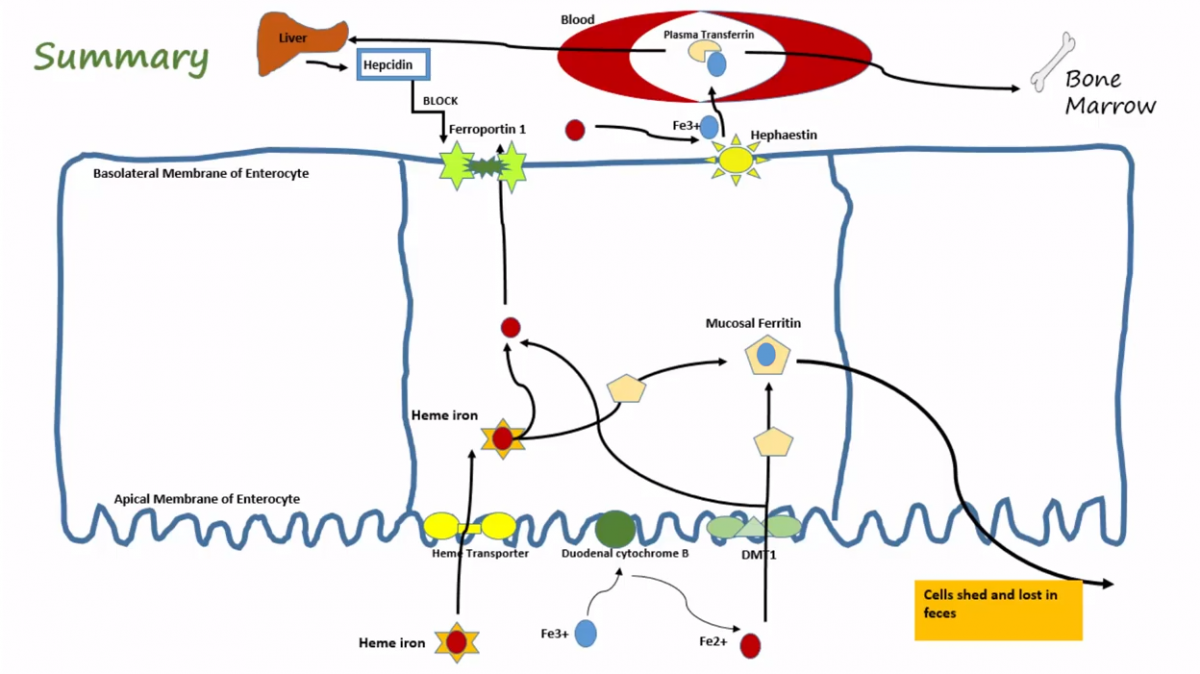 Summary
Liver
Hepcidin
BLOCK
Ferroportin 1
Blood
Plasma Transferrin
Fe3+
Hephaestin
Bone
Marrow
Basolateral Membrane of Enterocyte
Mucosal Ferritin
Heme iron
Apical Membrane of Enterocyte
Heme Transporter
Duodenal cytochrome B
DMT1
Cells shed and lost in
feces
Heme iron
Fe3+
Fe2+